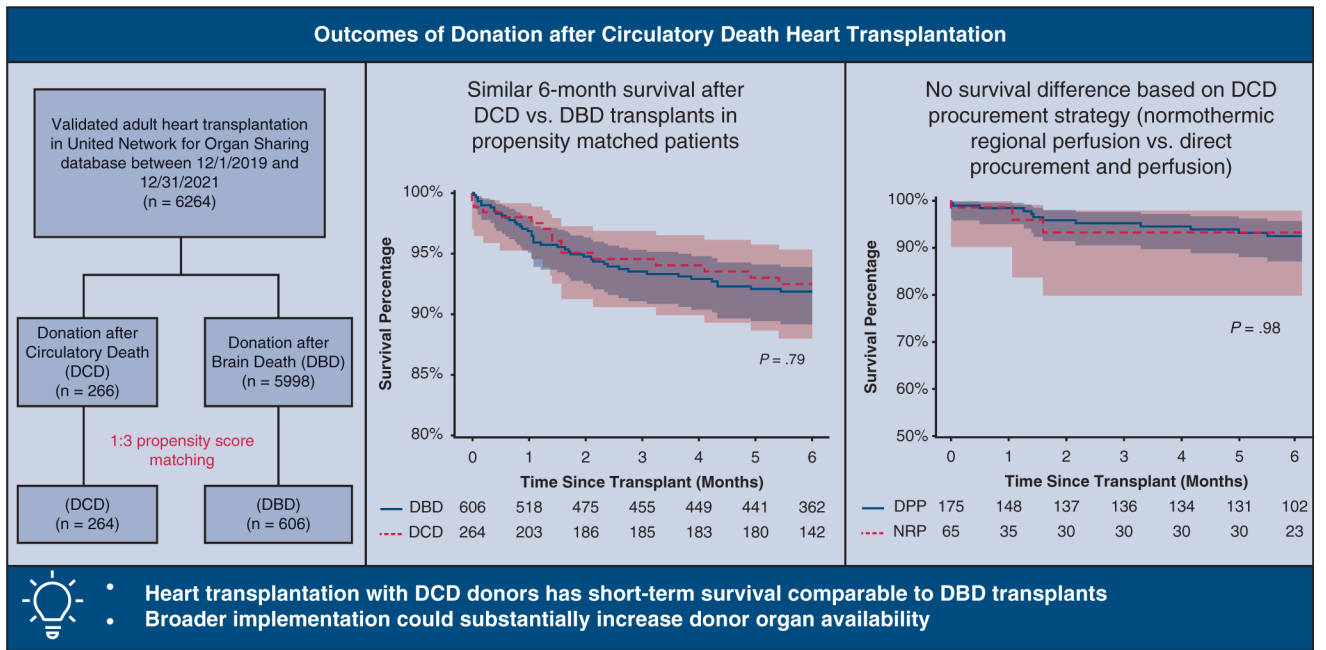 Outcomes of Donation after Circulatory Death Heart Transplantation
Validated adult heart transplantation
in United Network for Organ Sharing
database between 12/1/2019 and
12/31/2021
(n = 6264)
Donation after
Circulatory Death
(DCD)
(n = 266)
Donation after
Brain Death (DBD)
(n = 5998)
1:3 propensity score
matching
(DCD)
(n = 264)
(DBD)
(n = 606)
Similar 6-month survival after
DCD vs. DBD transplants in
propensity matched patients
Survival Percentage
100%
95%
90%
85%
80%
P = .79
0 1 2 3 4 5 6
Time Since Transplant (Months)
DBD 606 518 475 455 449 441 362
DCD 264 203 186 185 183 180 142
No survival difference based on DCD
procurement strategy (normothermic
regional perfusion vs. direct
procurement and perfusion)
Survival Percentage
100%
90%
80%
70%
60%
50%
P = .98
0 1 2 3 4 5 6
Time Since Transplant (Months)
DPP 175 148 137 136 134 131 102
NRP 65 35 30 30 30 30 23
• Heart transplantation with DCD donors has short-term survival comparable to DBD transplants
• Broader implementation could substantially increase donor organ availability